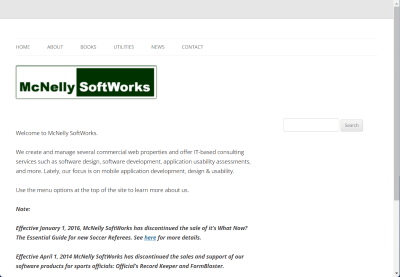 HOME ABOUT BOOKS UTILITIES NEWS CONTACT
McNelly SoftWorks
Search
Welcome to McNelly SoftWorks.
We create and manage several commercial web properties and offer IT-based consulting
services such as software design, software development, application usability assessments,
and more. Lately, our focus is on mobile application development, design & usability.
Use the menu options at the top of the site to learn more about us.
Note:
Effective January 1, 2016, McNelly SoftWorks has discontinued the sale of it's What Now?
The Essential Guide for new Soccer Referees. See here for more details.
Effective April 1, 2014 McNelly SoftWorks has discontinued the sales and support of our
software products for sports officials: Official's Record Keeper and FormBlaster.